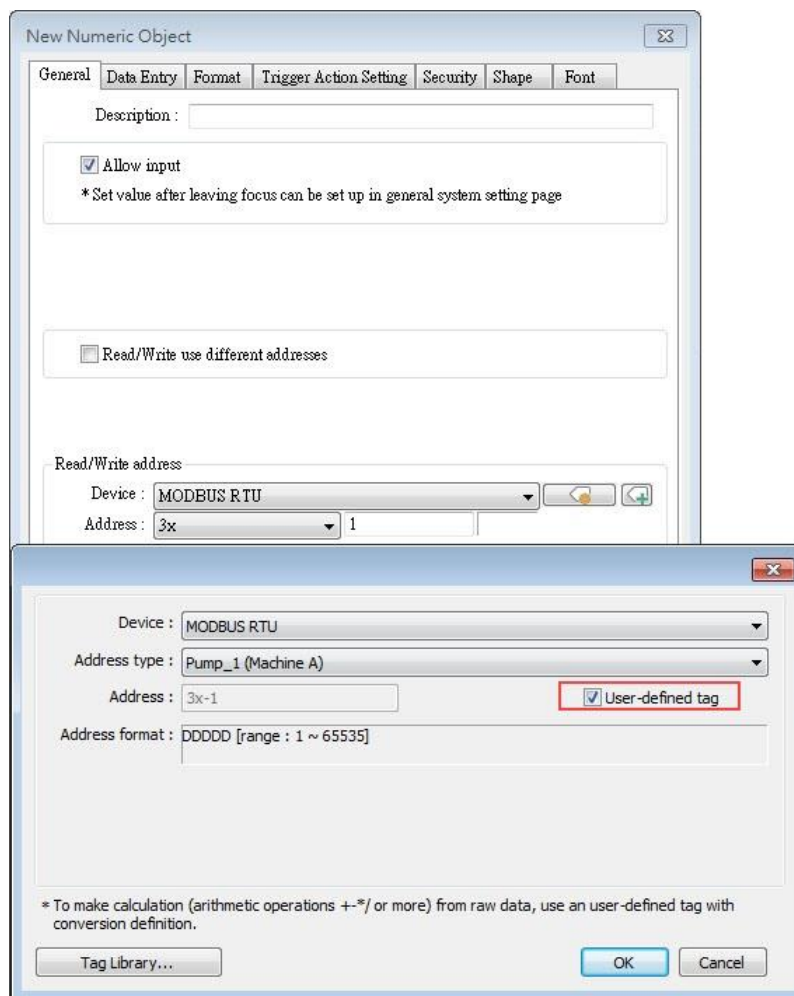 New Numeric Object
General Data Entry Format Trigger Action Setting Security Shape Font
Description :
Allow input
* Set value after leaving focus can be set up in general system setting page
Read/Write use different addresses
Read/Write address
Device : MODBUS RTU
Address : 3x 1
Device : MODBUS RTU
Address type : Pump_1 (Machine A)
Address : 3x-1 User-defined tag
Address format : DDDDD [range : 1 ~ 65535]
* To make calculation (arithmetic operations +-*/ or more) from raw data, use an user-defined tag with
conversion definition.
Tag Library... OK Cancel